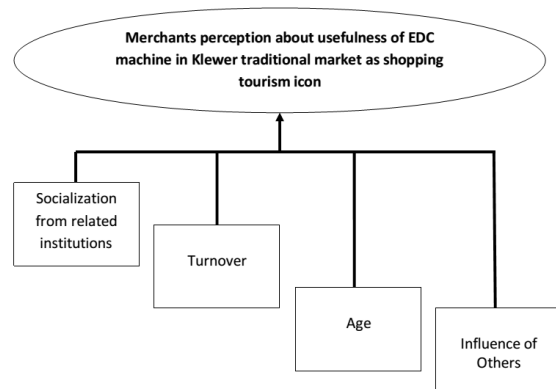 Merchants perception about usefulness of EDC
machine in Klewer traditional market as shopping
tourism icon
Socialization
from related
institutions
Turnover
Age
Influence of
Others